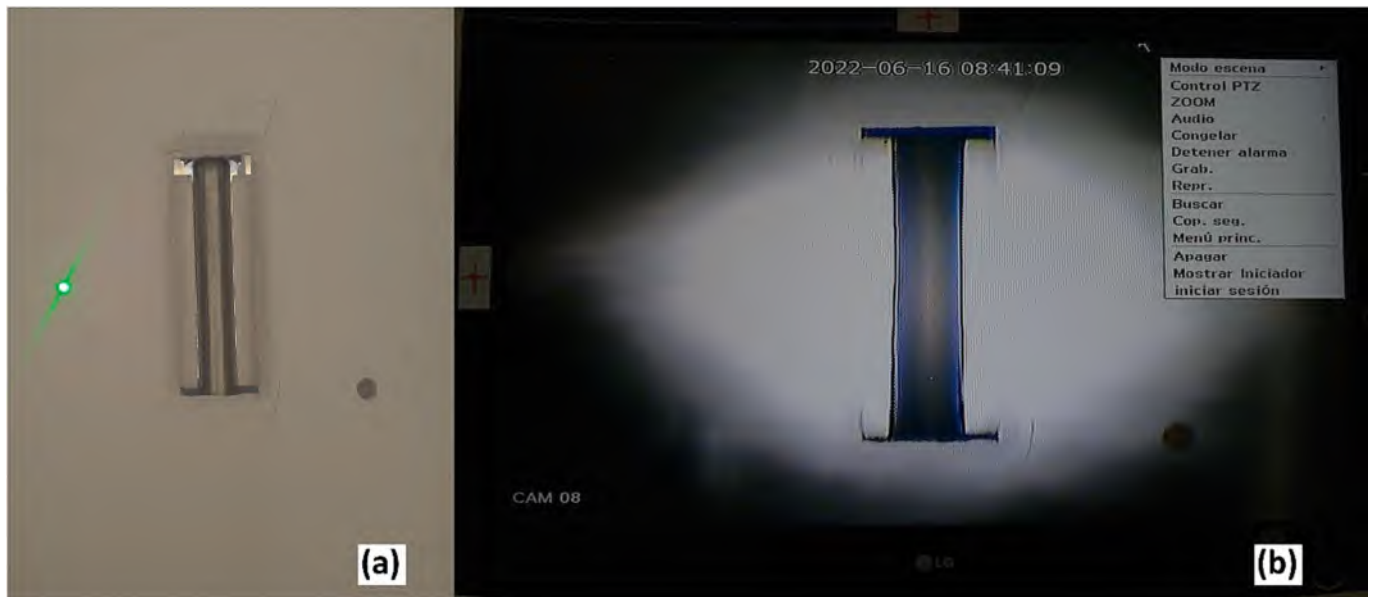 2022-06-16 08:41:09
Modo escena
Control PTZ
ZOOM
Audio
Congelar
Detener alarma
Grab.
Repr.
Buscar
Cop. seg.
Menú princ.
Apagar
Mostrar Iniciador
iniciar sesión
CAM 08
LG
(a)
(b)